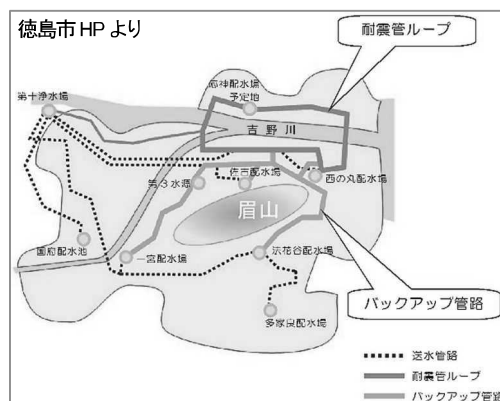 徳島市HPより
耐震管ループ
応神配水場
予定地
第十浄水場
吉野川
第3水源
佐古配水場
西の丸配水場
眉山
国府配水池
一宮配水場
法花谷配水場
バックアップ管路
多家良配水場
送水管路
耐震管ループ
バックアップ管路